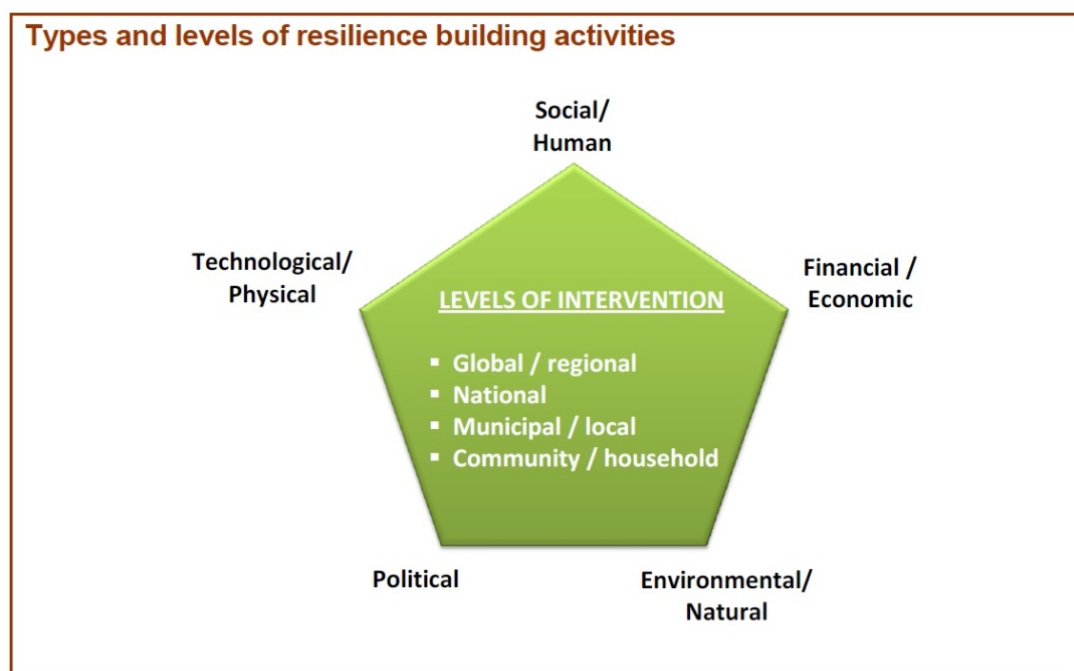 Types and levels of resilience building activities
Social/
Human
Technological/
Physical
Financial /
Economic
LEVELS OF INTERVENTION
▪ Global / regional
▪ National
▪ Municipal / local
▪ Community / household
Political
Environmental/
Natural